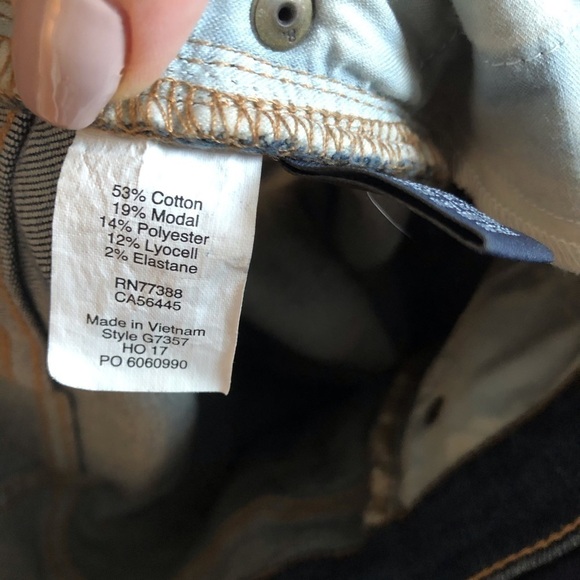 53% Cotton
19% Modal
14% Polyester
12% Lyocell
2% Elastane
RN77388
CA56445
Made in Vietnam
Style G7357
HO 17
PO 6060990